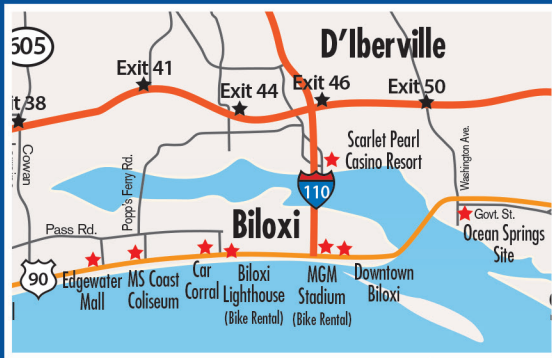 605
D'Iberville
Exit 41
Exit 44
Exit 46
Exit 50
it 38
Cowan
Popp's Ferry Rd.
Scarlet Pearl
Casino Resort
Washington Ave.
110
Biloxi
Pass Rd.
Govt. St.
Ocean Springs
Site
90
Edgewater
Mall
MS Coast
Coliseum
Car
Corral
Biloxi
Lighthouse
(Bike Rental)
MGM
Stadium
(Bike Rental)
Downtown
Biloxi